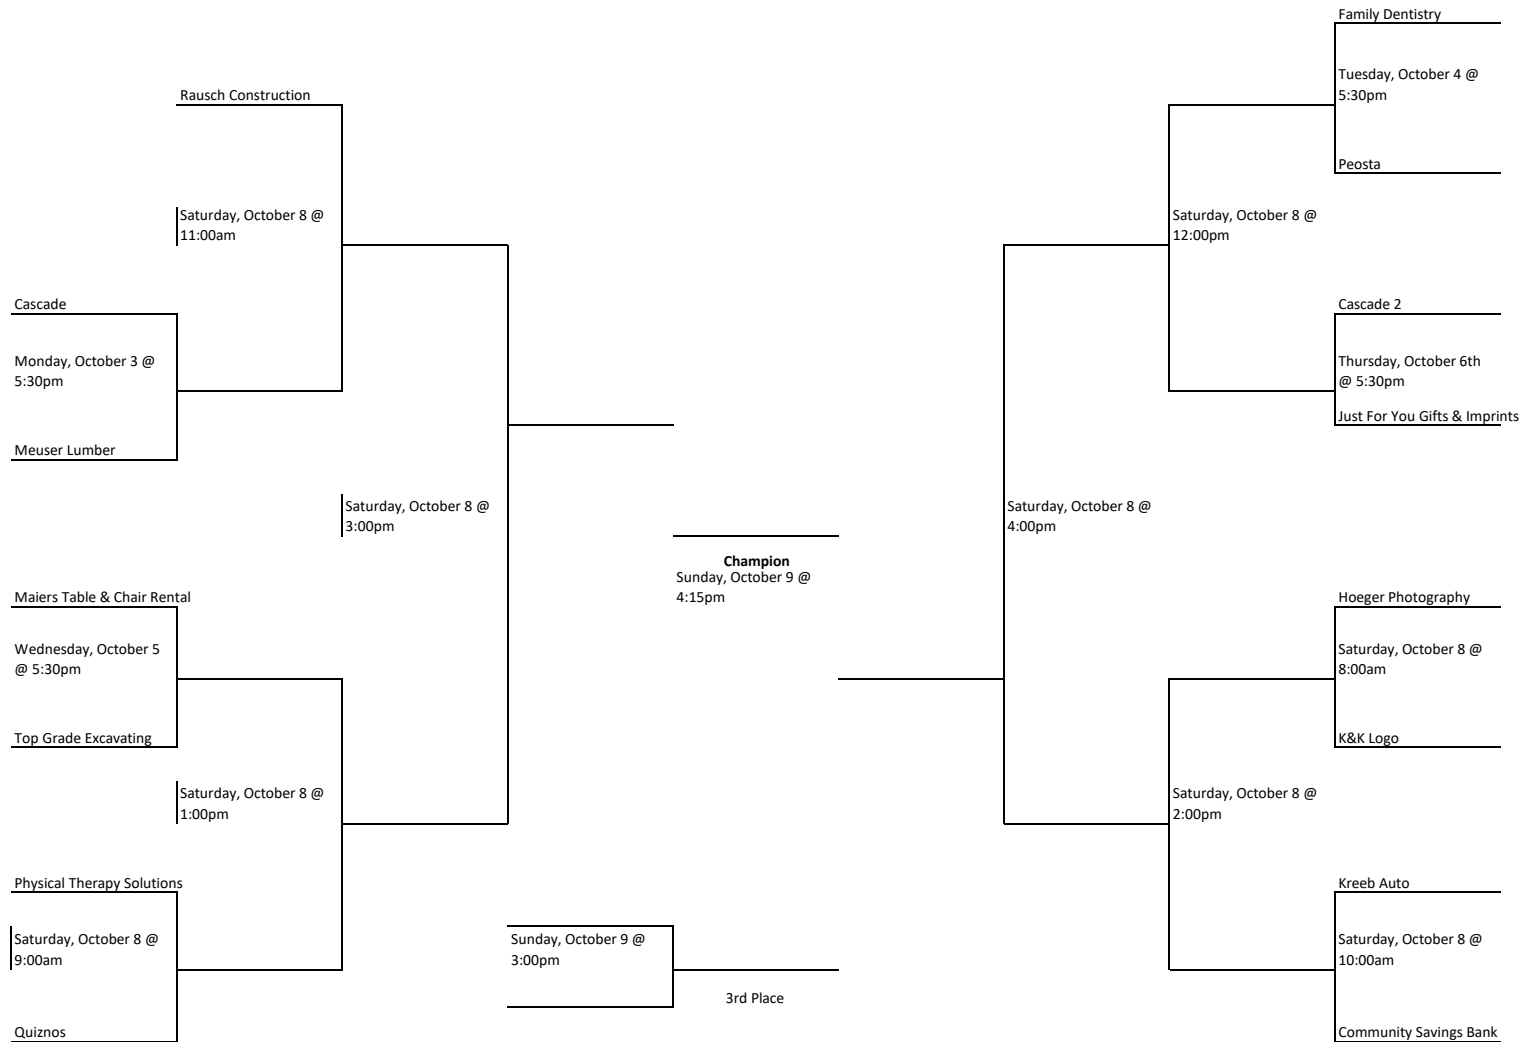 Family Dentistry
Tuesday, October 4 @
5:30pm
Rausch Construction
Peosta
Saturday, October 8 @
11:00am
Saturday, October 8 @
12:00pm
Cascade
Cascade 2
Monday, October 3 @
5:30pm
Thursday, October 6th
@ 5:30pm
Just For You Gifts & Imprints
Meuser Lumber
Saturday, October 8 @
3:00pm
Saturday, October 8 @
4:00pm
Champion
Sunday, October 9 @
4:15pm
Maiers Table & Chair Rental
Hoeger Photography
Wednesday, October 5
@ 5:30pm
Saturday, October 8 @
8:00am
Top Grade Excavating
K&K Logo
Saturday, October 8 @
1:00pm
Saturday, October 8 @
2:00pm
Physical Therapy Solutions
Kreeb Auto
Saturday, October 8 @
9:00am
Sunday, October 9 @
3:00pm
Saturday, October 8 @
10:00am
3rd Place
Quiznos
Community Savings Bank